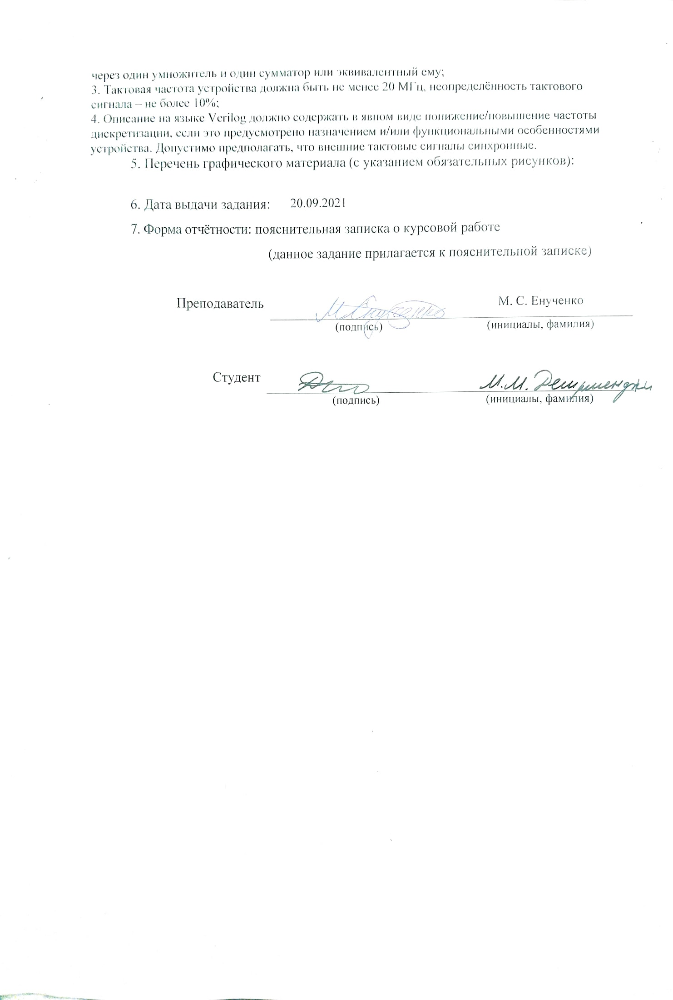 через один умножитель и один сумматор или эквивалентный ему;
3. Тактовая частота устройства должна быть не менее 20 МГц, неопределённость тактового
сигнала – не более 10%;
4. Описание на языке Verilog должно содержать в явном виде понижение/повышение частоты
дискретизации, если это предусмотрено назначением и/или функциональными особенностями
устройства. Допустимо предполагать, что внешние тактовые сигналы синхронные.
5. Перечень графического материала (с указанием обязательных рисунков):
6. Дата выдачи задания: 20.09.2021
7. Форма отчётности: пояснительная записка о курсовой работе
(данное задание прилагается к пояснительной записке)
Преподаватель МЕнученко М. С. Енученко
(подпись) (инициалы, фамилия)
Студент М.М. Дегирменджи
(подпись) (инициалы, фамилия)